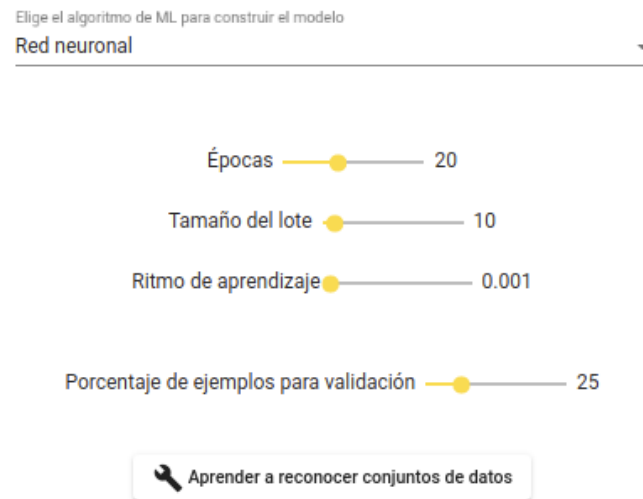 Elige el algoritmo de ML para construir el modelo
Red neuronal
Épocas 20
Tamaño del lote 10
Ritmo de aprendizaje 0.001
Porcentaje de ejemplos para validación 25
Aprender a reconocer conjuntos de datos